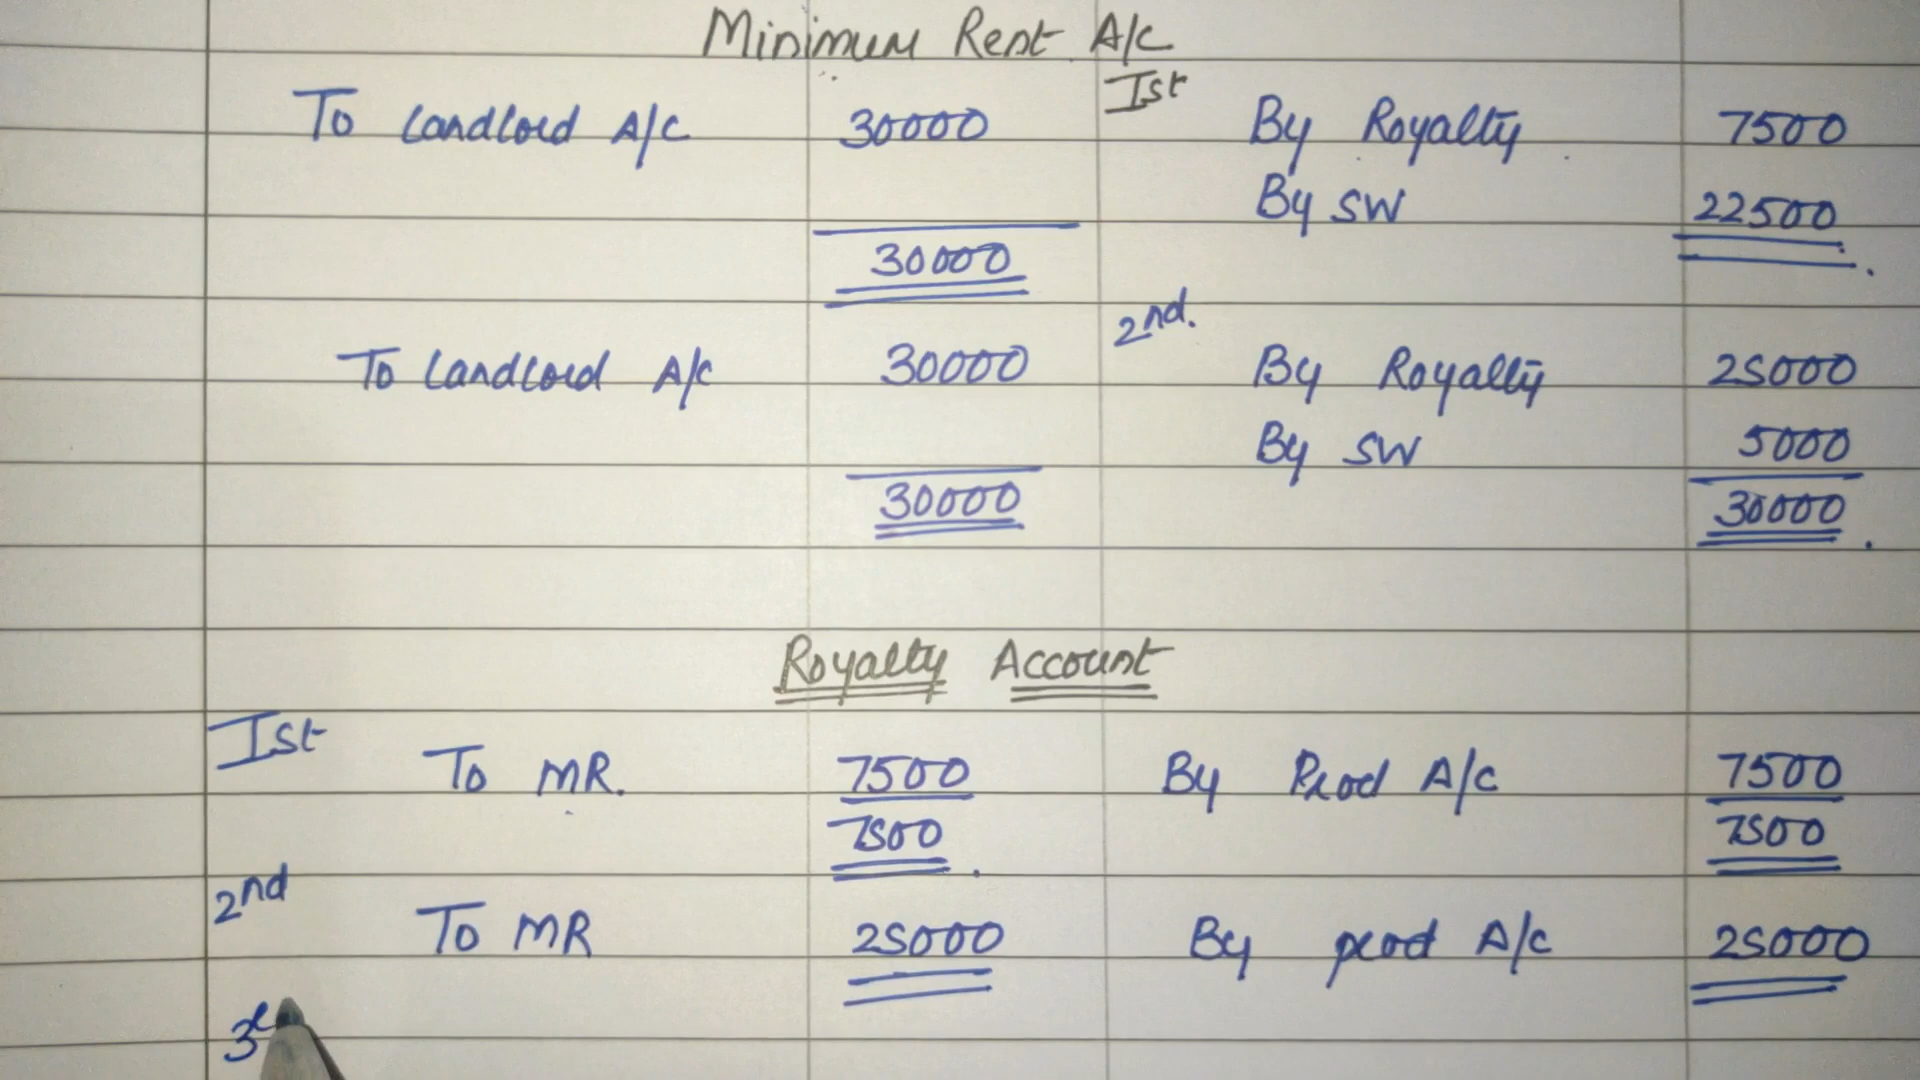 Minimum Rent A/c
To Landlord A/c 30000 Ist By Royalty 7500
By SW 22500
30000
2nd.
To Landlord A/c 30000 By Royalty 25000
By SW 5000
30000 30000
Royalty Account
Ist To MR. 7500 By Prod A/c 7500
7500 7500
2nd To MR 25000 By prod A/c 25000